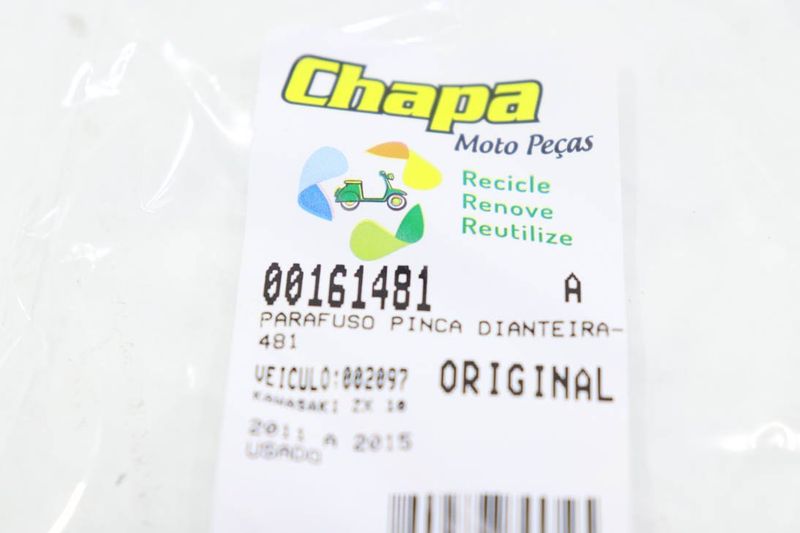 Chapa
Moto Peças
Recicle
Renove
Reutilize
00161481 A
PARAFUSO PINCA DIANTEIRA-
481
VEICULO:002097 ORIGINAL
KAWASAKI ZX 10
2011 A 2015
USADO